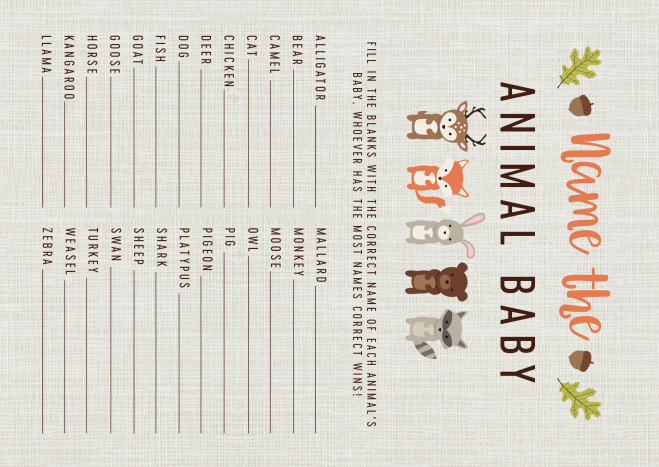 Name the
ANIMAL BABY
FILL IN THE BLANKS WITH THE CORRECT NAME OF EACH ANIMAL'S
BABY. WHOEVER HAS THE MOST NAMES CORRECT WINS!
ALLIGATOR
BEAR
CAMEL
CAT
CHICKEN
DEER
DOG
FISH
GOAT
GOOSE
HORSE
KANGAROO
LLAMA
MALLARD
MONKEY
MOOSE
OWL
PIG
PIGEON
PLATYPUS
SHARK
SHEEP
SWAN
TURKEY
WEASEL
ZEBRA